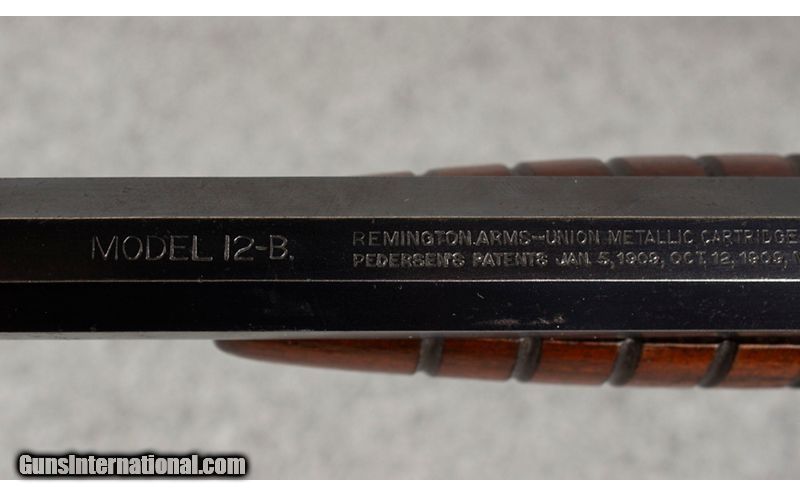 MODEL 12-B.
REMINGTON ARMS-UNION METALLIC CARTRIDGE
PEDERSEN'S PATENTS JAN. 5, 1909, OCT. 12, 1909,
GunsInternational.com